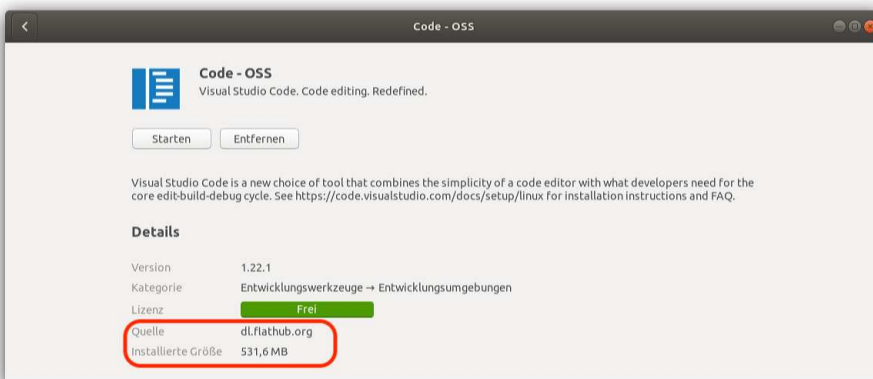 Code - OSS
Code - OSS
Visual Studio Code. Code editing. Redefined.
Starten Entfernen
Visual Studio Code is a new choice of tool that combines the simplicity of a code editor with what developers need for the
core edit-build-debug cycle. See https://code.visualstudio.com/docs/setup/linux for installation instructions and FAQ.
Details
Version 1.22.1
Kategorie Entwicklungswerkzeuge → Entwicklungsumgebungen
Lizenz Frei
Quelle dl.flathub.org
Installierte Größe 531,6 MB